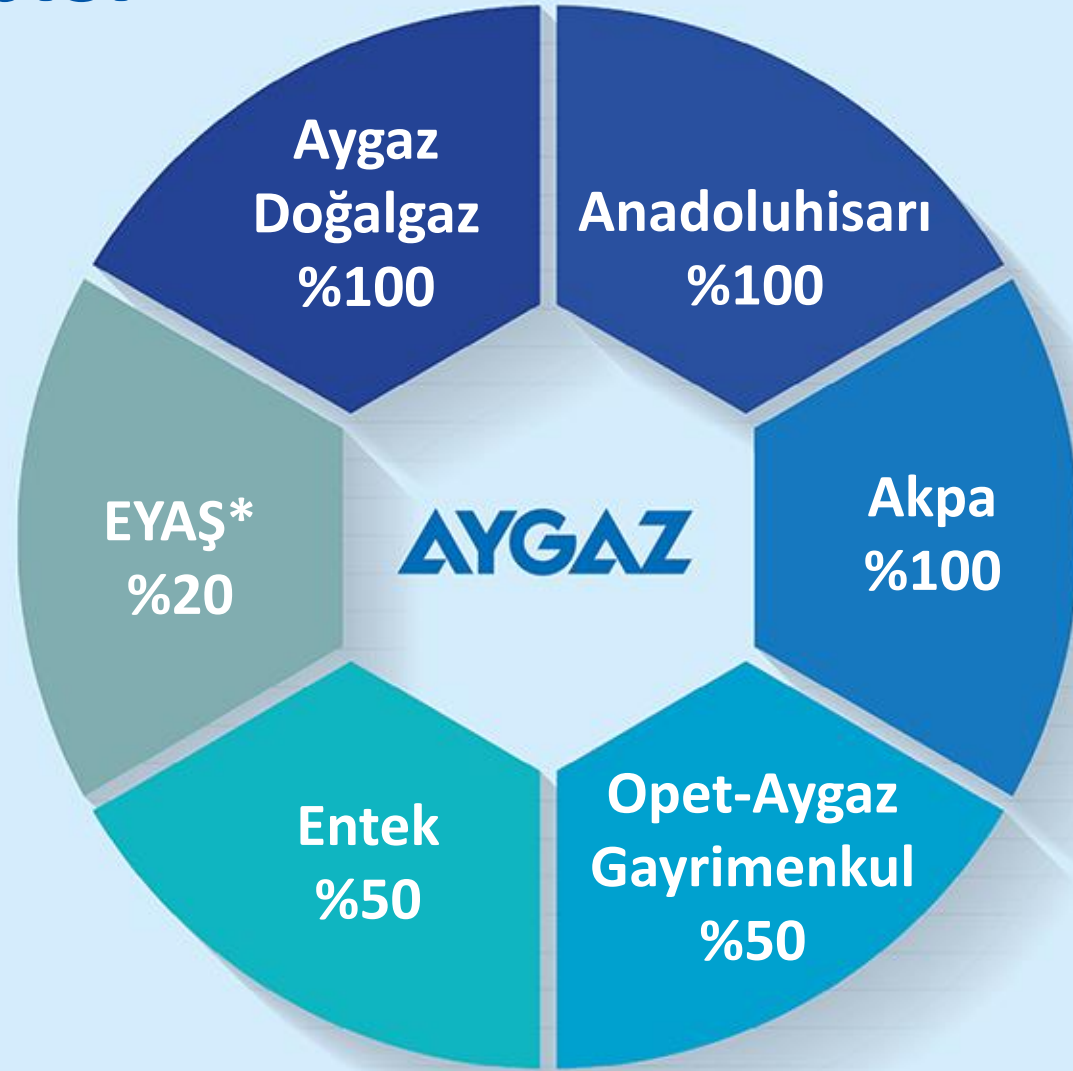 Aygaz
Doğalgaz
%100
Anadoluhisarı
%100
EYAŞ*
%20
AYGAZ
Akpa
%100
Entek
%50
Opet-Aygaz
Gayrimenkul
%50